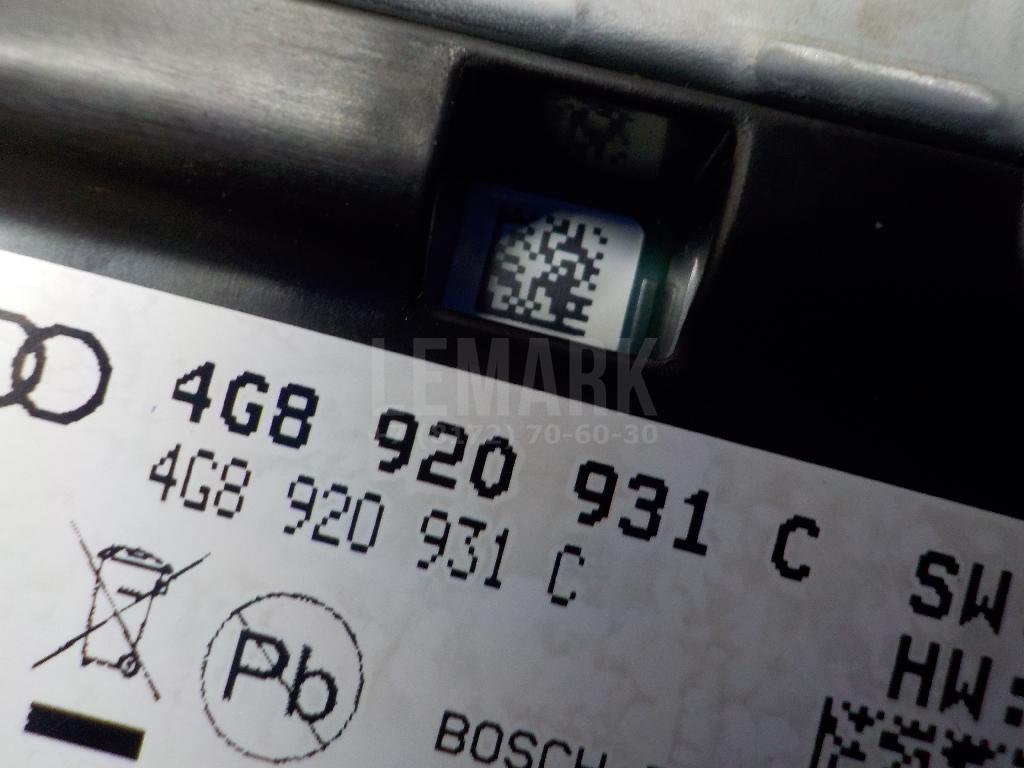 LEMARK
70-60-30
4G8 920 931 C SW
4G8 920 931 C
HW:
Pb
BOSCH